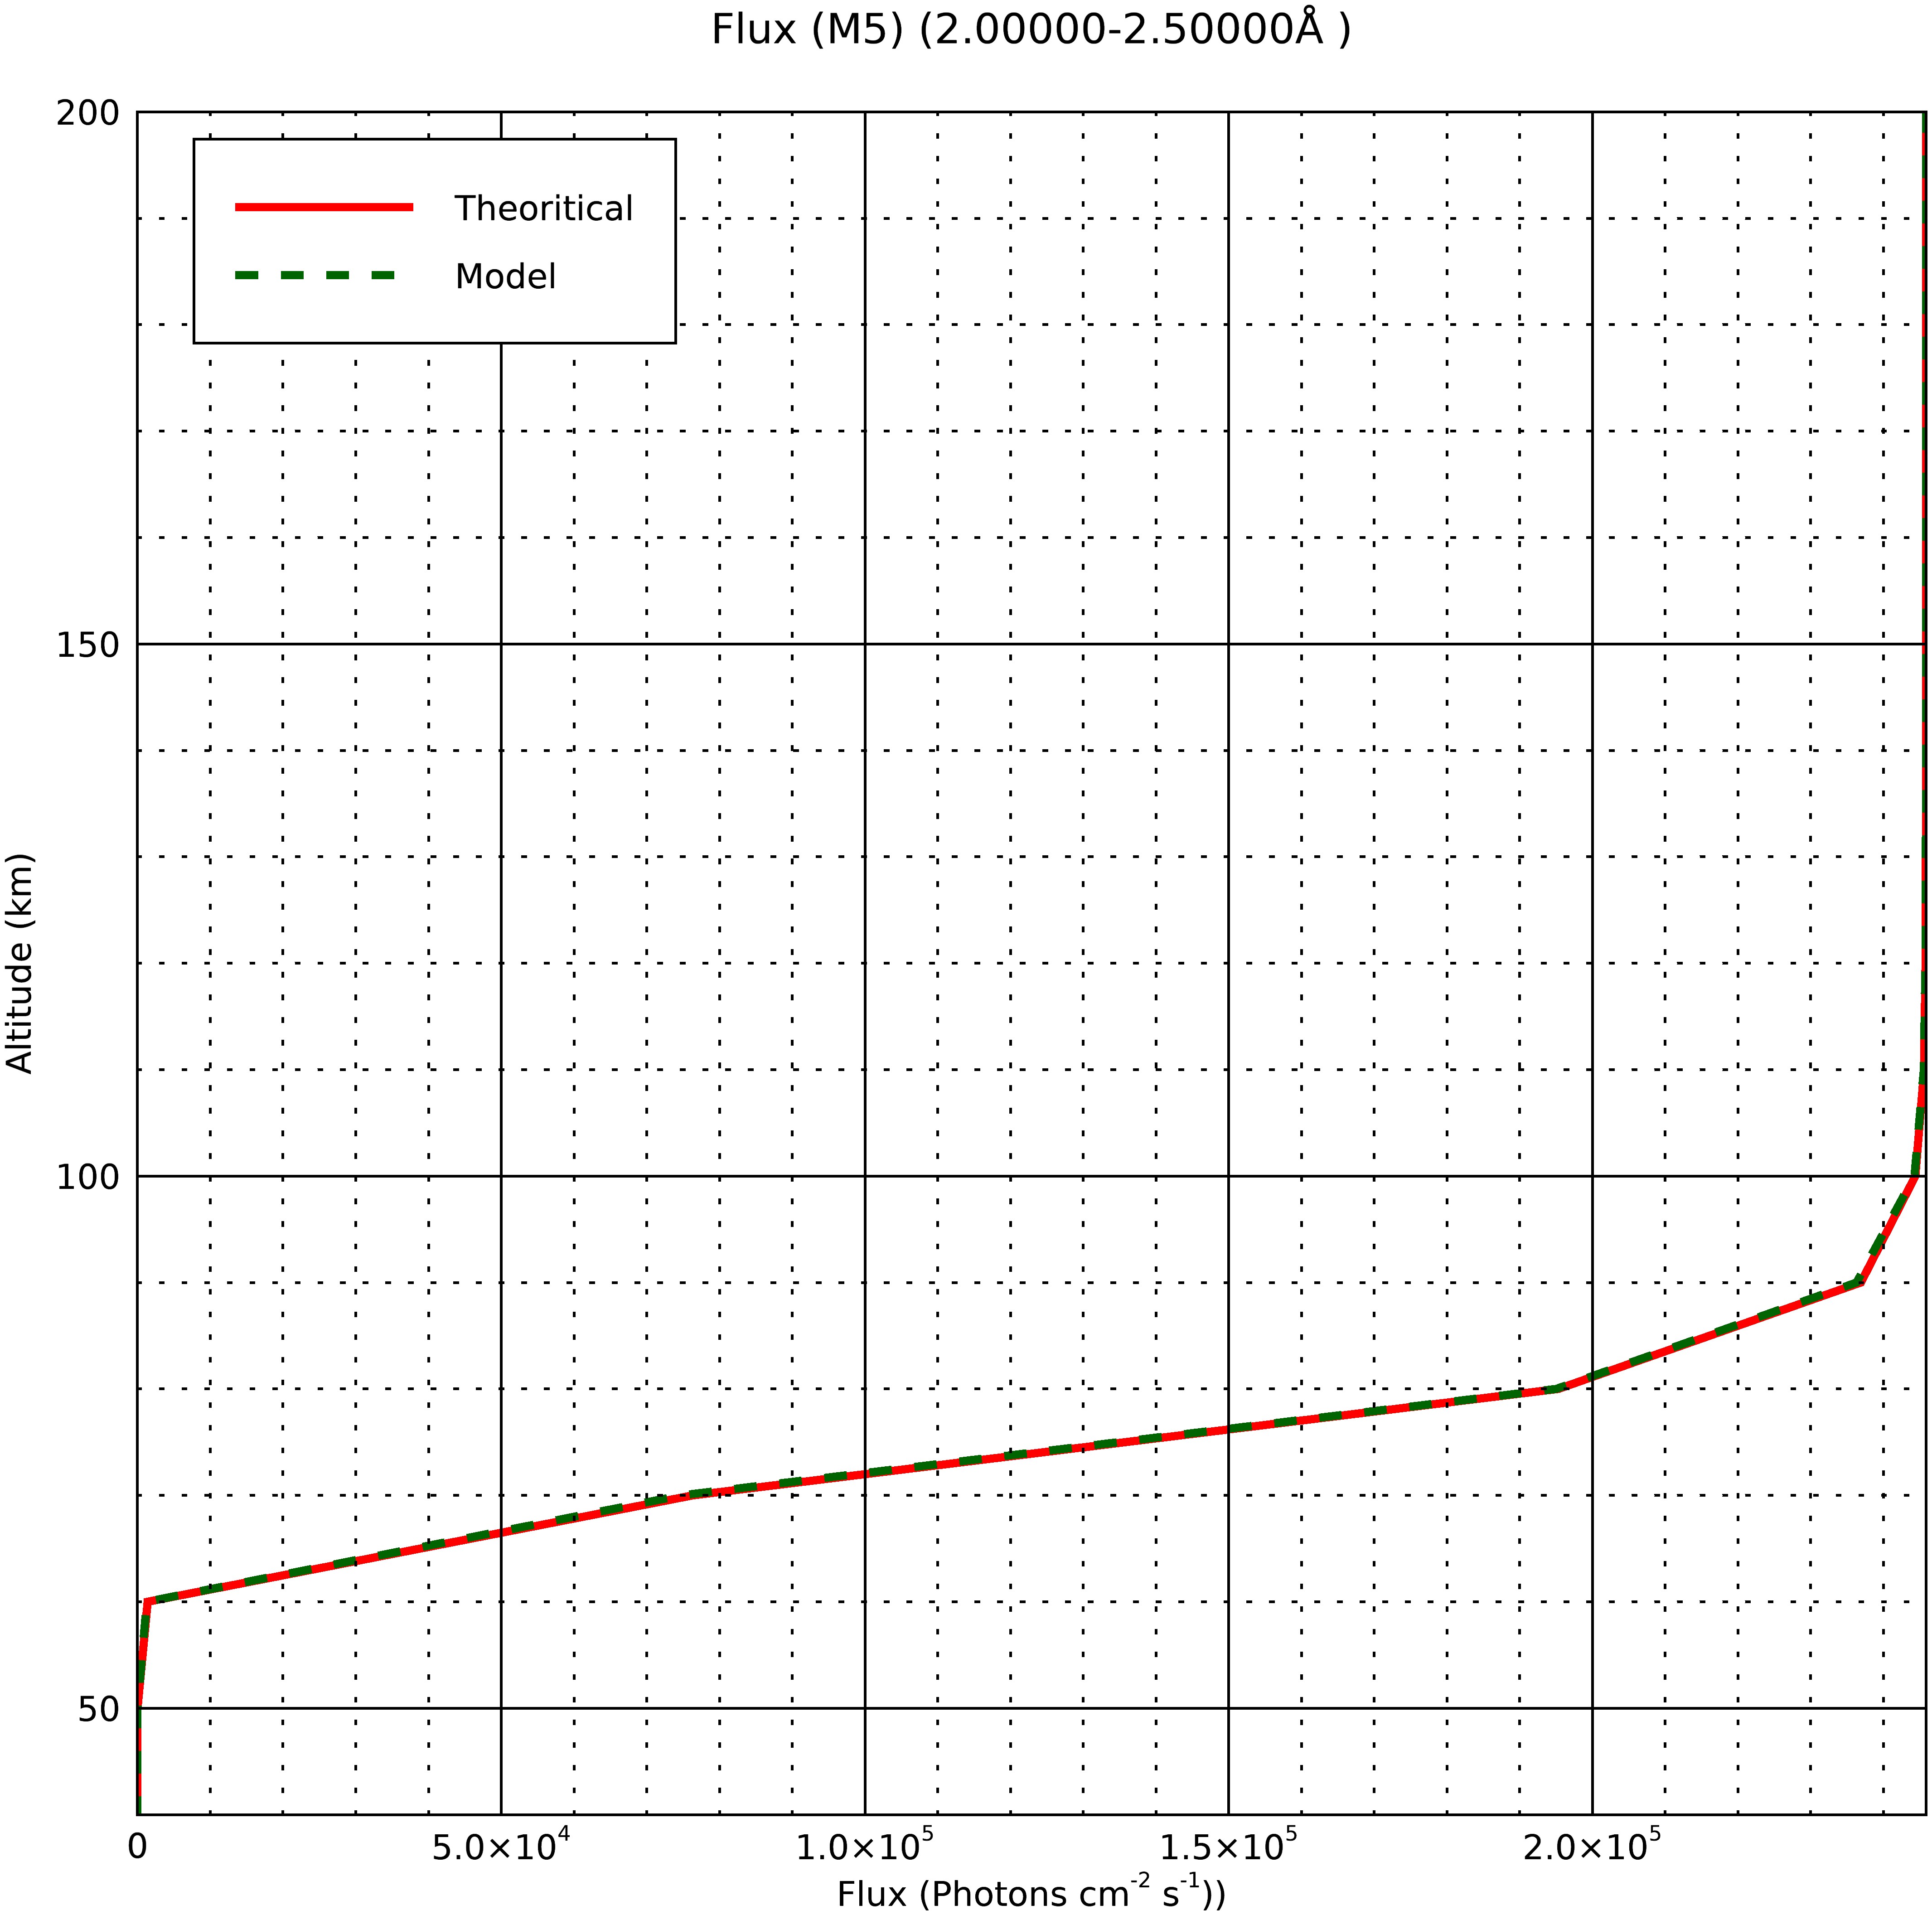 Flux (M5) (2.00000-2.50000Å )
200
Theoritical
Model
150
100
50
Altitude (km)
0 5.0×10⁴ 1.0×10⁵ 1.5×10⁵ 2.0×10⁵
Flux (Photons cm⁻² s⁻¹))